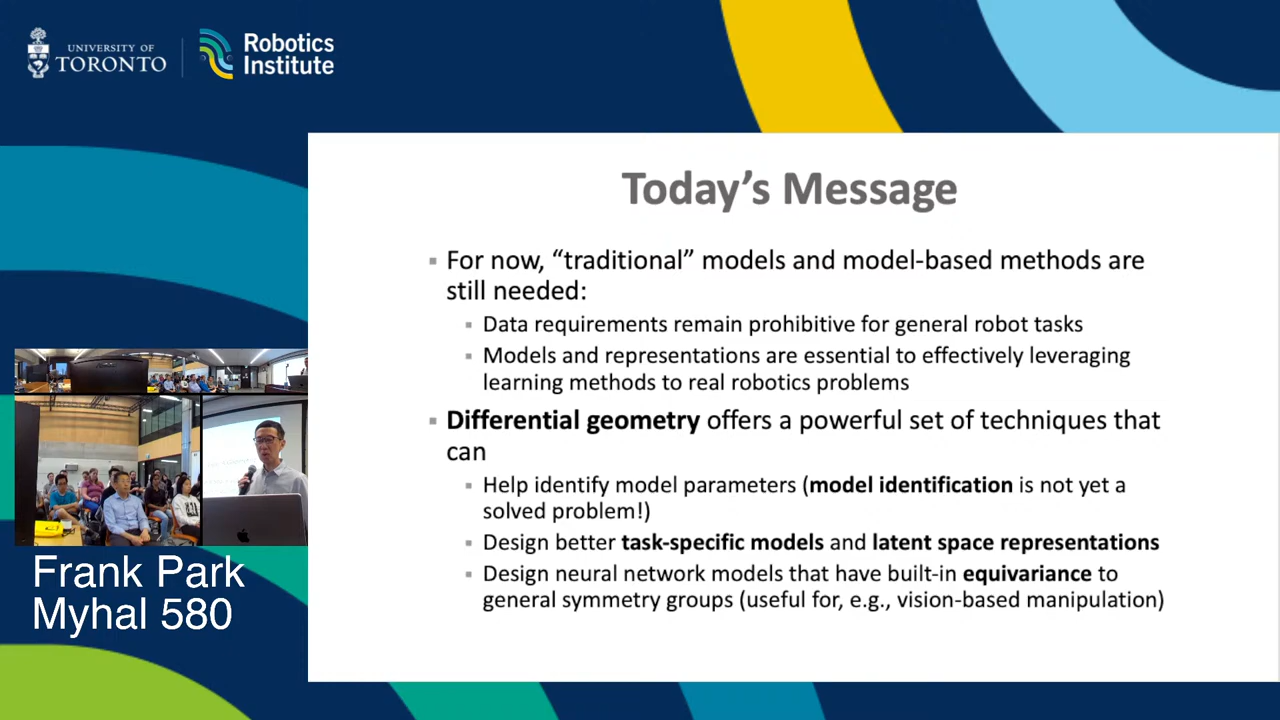 UNIVERSITY OF
TORONTO
Robotics
Institute
Today's Message
For now, “traditional” models and model-based methods are
still needed:
Data requirements remain prohibitive for general robot tasks
Models and representations are essential to effectively leveraging
learning methods to real robotics problems
Differential geometry offers a powerful set of techniques that
can
Help identify model parameters (model identification is not yet a
solved problem!)
Design better task-specific models and latent space representations
Design neural network models that have built-in equivariance to
general symmetry groups (useful for, e.g., vision-based manipulation)
Frank Park
Myhal 580